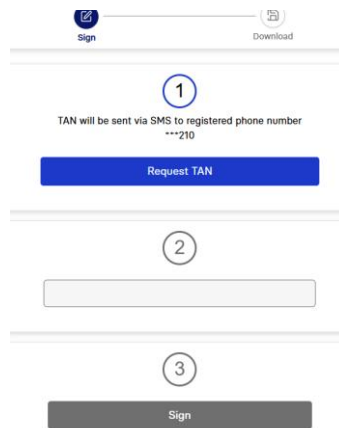 Sign
Download
1
TAN will be sent via SMS to registered phone number
***210
Request TAN
2
3
Sign